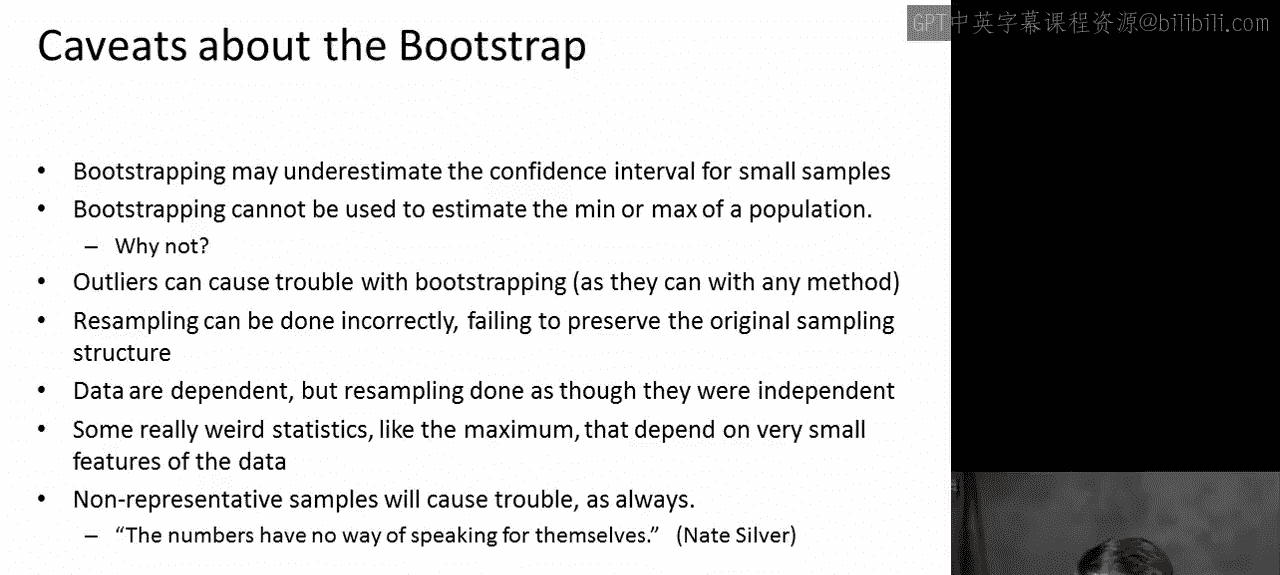 Caveats about the Bootstrap
GPT中英字幕课程资源@bilibili.com
• Bootstrapping may underestimate the confidence interval for small samples
• Bootstrapping cannot be used to estimate the min or max of a population.
– Why not?
• Outliers can cause trouble with bootstrapping (as they can with any method)
• Resampling can be done incorrectly, failing to preserve the original sampling
structure
• Data are dependent, but resampling done as though they were independent
• Some really weird statistics, like the maximum, that depend on very small
features of the data
• Non-representative samples will cause trouble, as always.
– “The numbers have no way of speaking for themselves.” (Nate Silver)